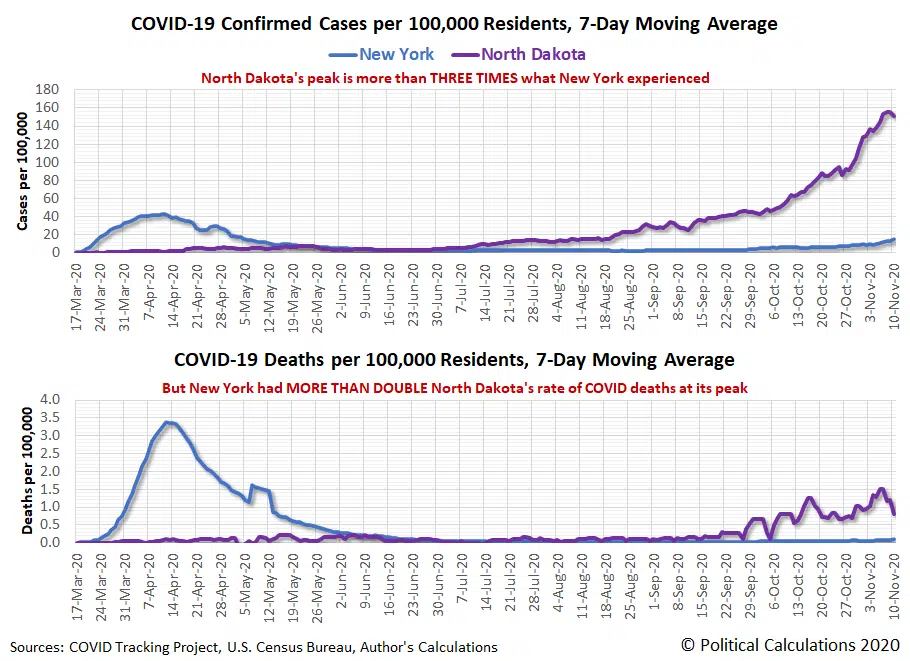 COVID-19 Confirmed Cases per 100,000 Residents, 7-Day Moving Average
New York North Dakota
North Dakota's peak is more than THREE TIMES what New York experienced
Cases per 100,000
180
160
140
120
100
80
60
40
20
0
17-Mar-20
24-Mar-20
31-Mar-20
7-Apr-20
14-Apr-20
21-Apr-20
28-Apr-20
5-May-20
12-May-20
19-May-20
26-May-20
2-Jun-20
9-Jun-20
16-Jun-20
23-Jun-20
30-Jun-20
7-Jul-20
14-Jul-20
21-Jul-20
28-Jul-20
4-Aug-20
11-Aug-20
18-Aug-20
25-Aug-20
1-Sep-20
8-Sep-20
15-Sep-20
22-Sep-20
29-Sep-20
6-Oct-20
13-Oct-20
20-Oct-20
27-Oct-20
3-Nov-20
10-Nov-20
COVID-19 Deaths per 100,000 Residents, 7-Day Moving Average
But New York had MORE THAN DOUBLE North Dakota's rate of COVID deaths at its peak
Deaths per 100,000
4.0
3.5
3.0
2.5
2.0
1.5
1.0
0.5
0.0
17-Mar-20
24-Mar-20
31-Mar-20
7-Apr-20
14-Apr-20
21-Apr-20
28-Apr-20
5-May-20
12-May-20
19-May-20
26-May-20
2-Jun-20
9-Jun-20
16-Jun-20
23-Jun-20
30-Jun-20
7-Jul-20
14-Jul-20
21-Jul-20
28-Jul-20
4-Aug-20
11-Aug-20
18-Aug-20
25-Aug-20
1-Sep-20
8-Sep-20
15-Sep-20
22-Sep-20
29-Sep-20
6-Oct-20
13-Oct-20
20-Oct-20
27-Oct-20
3-Nov-20
10-Nov-20
Sources: COVID Tracking Project, U.S. Census Bureau, Author's Calculations
© Political Calculations 2020